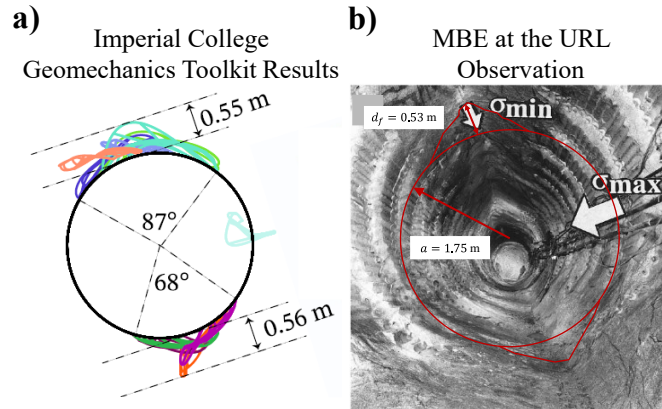 a)
Imperial College
Geomechanics Toolkit Results
0.55 m
87°
68°
0.56 m
b)
MBE at the URL
Observation
d_f = 0.53 m
σmin
σmax
a = 1.75 m